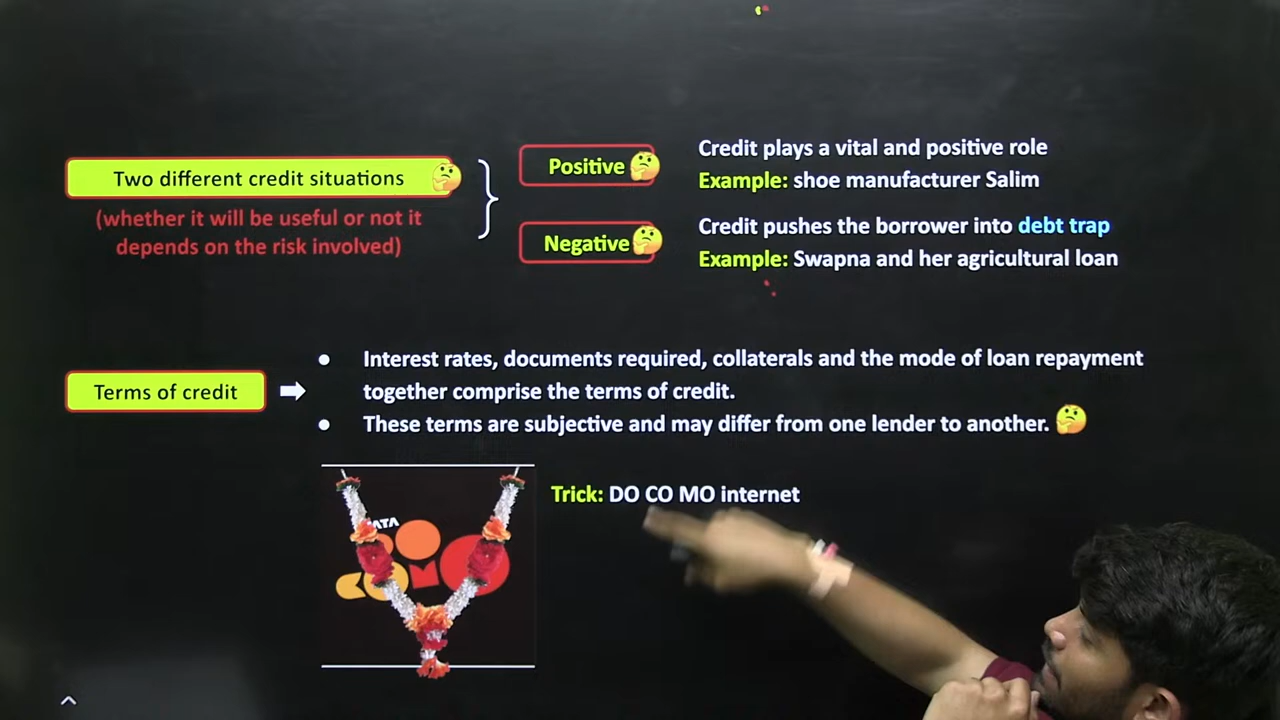 Two different credit situations
(whether it will be useful or not it
depends on the risk involved)
Positive
Credit plays a vital and positive role
Example: shoe manufacturer Salim
Negative
Credit pushes the borrower into debt trap
Example: Swapna and her agricultural loan
Terms of credit
● Interest rates, documents required, collaterals and the mode of loan repayment
together comprise the terms of credit.
● These terms are subjective and may differ from one lender to another.
Trick: DO CO MO internet